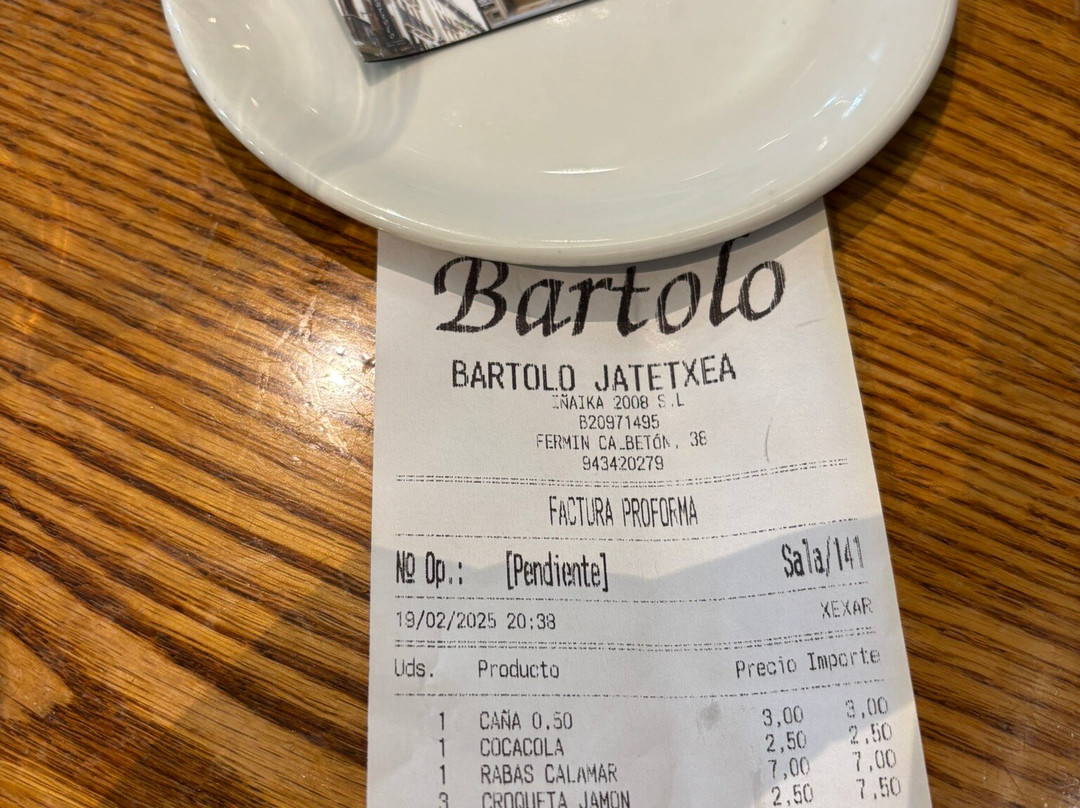 Bartolo
BARTOLO JATETXEA
IÑAIKA 2008 S.L
B20971495
FERMIN CALBETÓN, 38
943420279
FACTURA PROFORMA
Nº Op.: [Pendiente] Sala/141
19/02/2025 20:38 XEXAR
Uds. Producto Precio Importe
1 CAÑA 0,50 3,00 3,00
1 COCACOLA 2,50 2,50
1 RABAS CALAMAR 7,00 7,00
3 CROQUETA JAMON 2,50 7,50